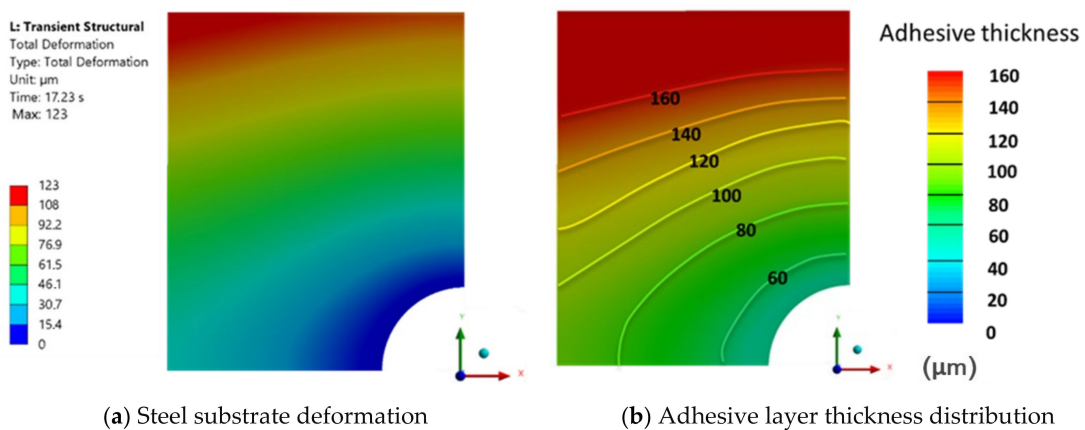 L: Transient Structural
Total Deformation
Type: Total Deformation
Unit: µm
Time: 17.23 s
Max: 123
123
108
92.2
76.9
61.5
46.1
30.7
15.4
0
Y
X
160
140
120
100
80
60
Y
X
Adhesive thickness
160
140
120
100
80
60
40
20
0
(µm)
(a) Steel substrate deformation
(b) Adhesive layer thickness distribution